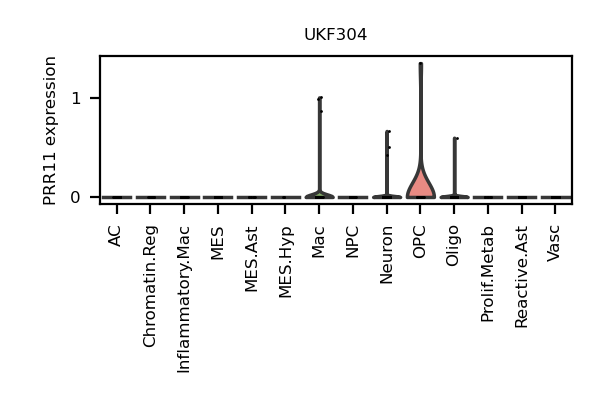 UKF304
PRR11 expression
1
0
AC
Chromatin.Reg
Inflammatory.Mac
MES
MES.Ast
MES.Hyp
Mac
NPC
Neuron
OPC
Oligo
Prolif.Metab
Reactive.Ast
Vasc